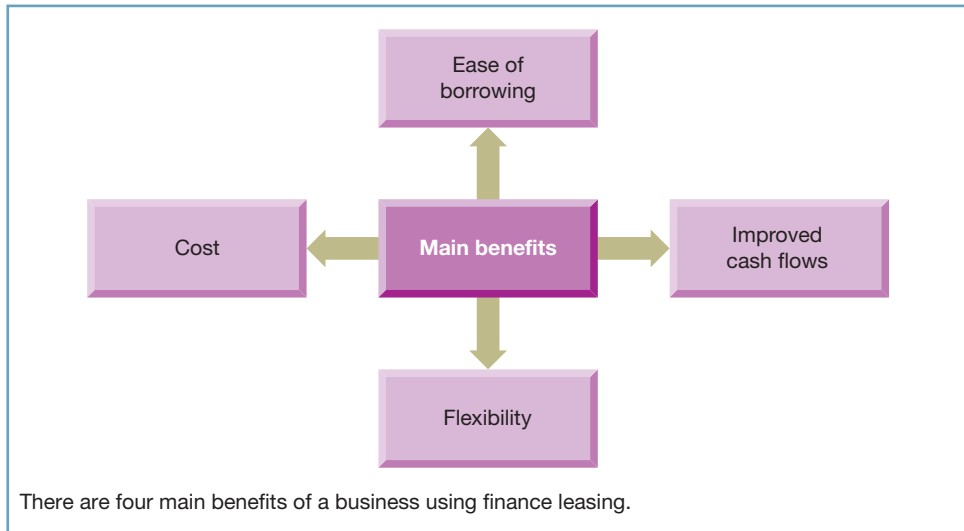 Ease of
borrowing
Cost
Main benefits
Improved
cash flows
Flexibility
There are four main benefits of a business using finance leasing.